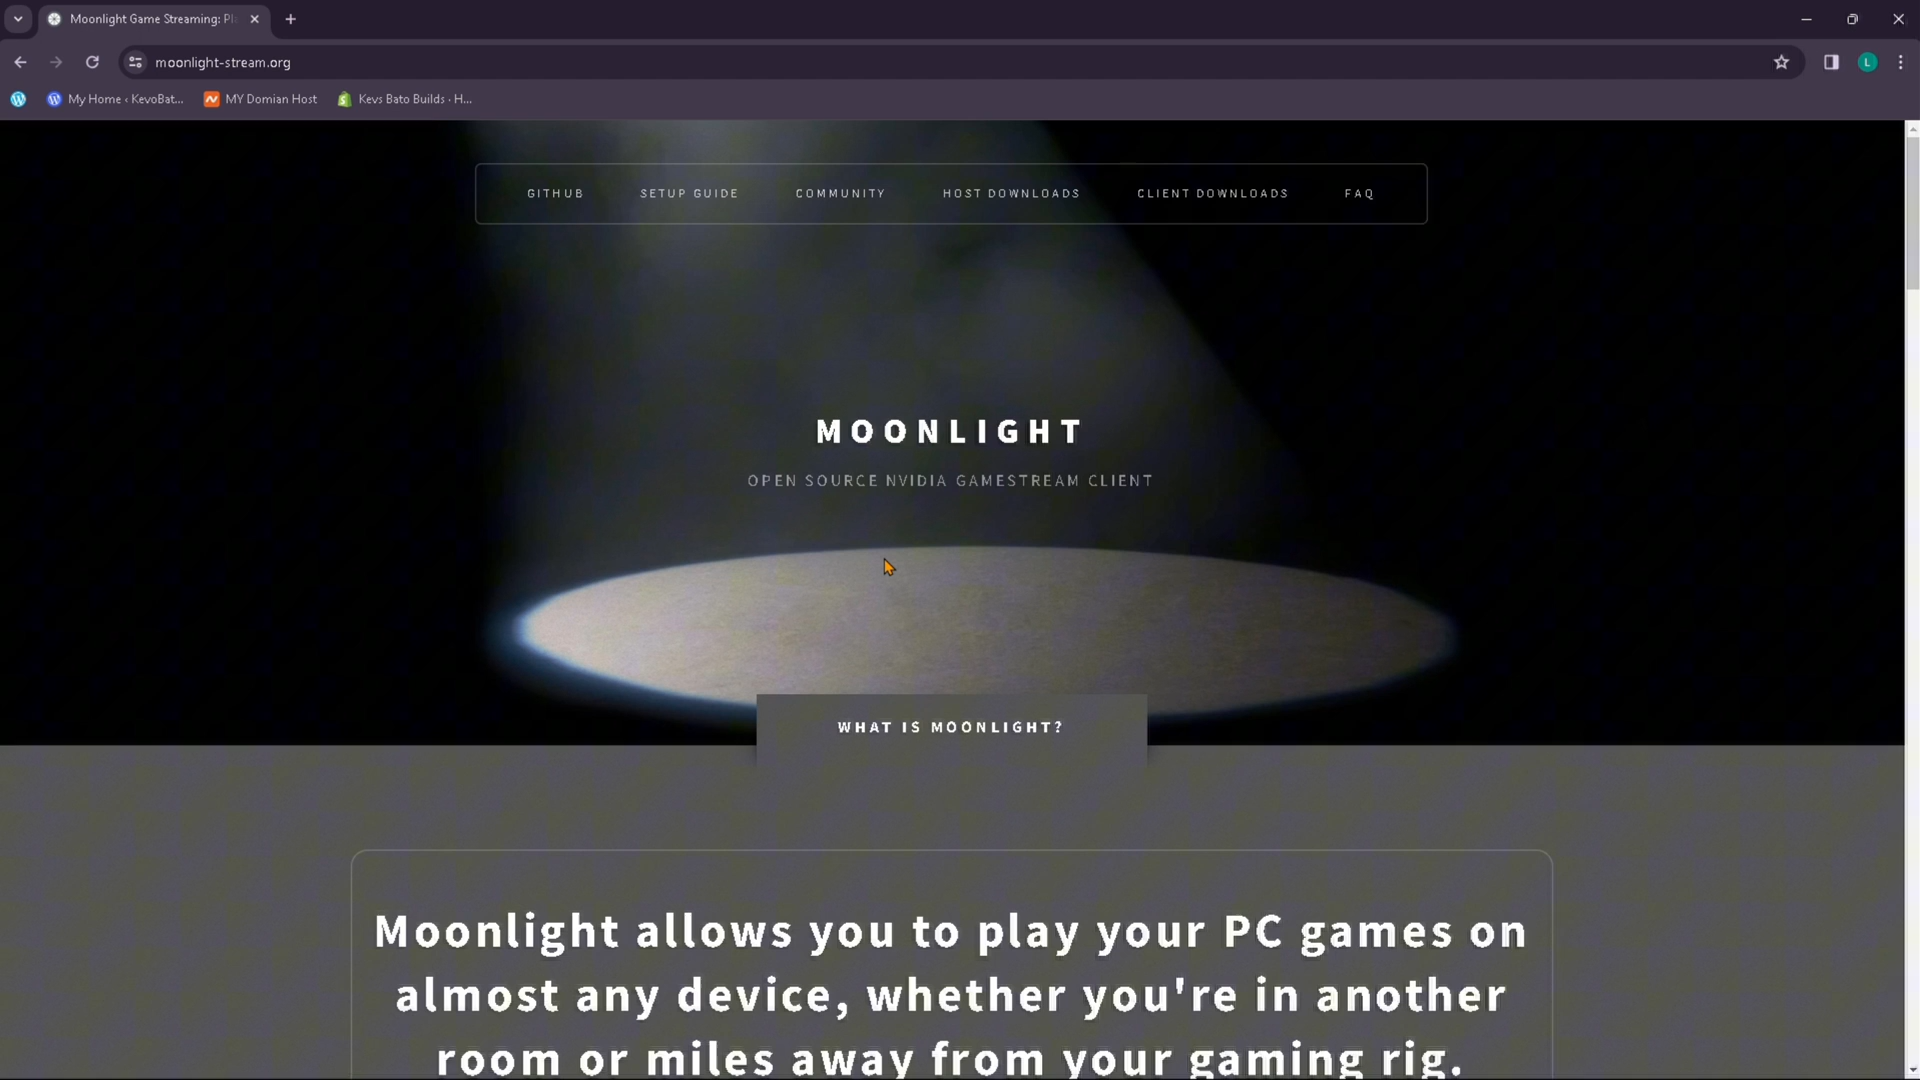 Moonlight Game Streaming: Pl
moonlight-stream.org
L
My Home ‹ KevoBat...
MY Domian Host
Kevs Bato Builds · H...
GITHUB
SETUP GUIDE
COMMUNITY
HOST DOWNLOADS
CLIENT DOWNLOADS
FAQ
MOONLIGHT
OPEN SOURCE NVIDIA GAMESTREAM CLIENT
WHAT IS MOONLIGHT?
Moonlight allows you to play your PC games on
almost any device, whether you're in another
room or miles away from your gaming rig.